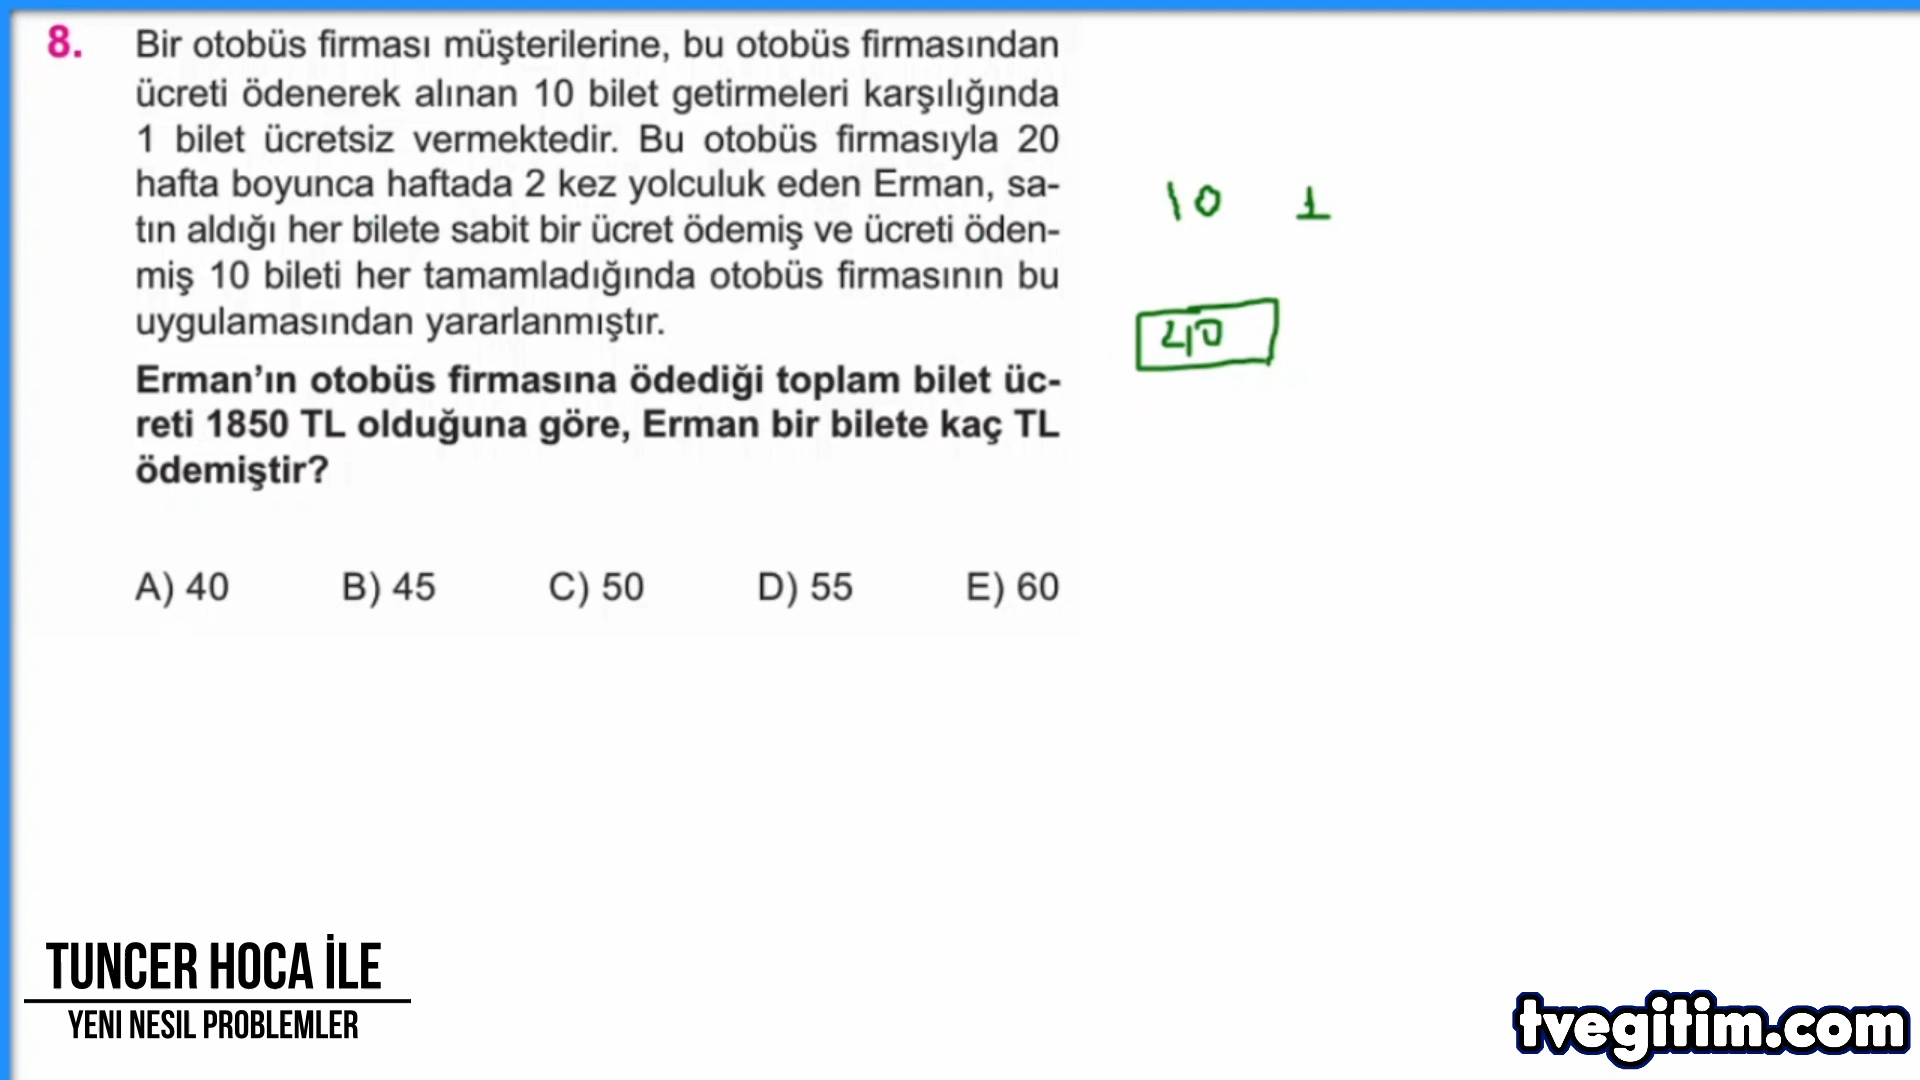 8. Bir otobüs firması müşterilerine, bu otobüs firmasından
ücreti ödenerek alınan 10 bilet getirmeleri karşılığında
1 bilet ücretsiz vermektedir. Bu otobüs firmasıyla 20
hafta boyunca haftada 2 kez yolculuk eden Erman, sa-
tın aldığı her bilete sabit bir ücret ödemiş ve ücreti öden-
miş 10 bileti her tamamladığında otobüs firmasının bu
uygulamasından yararlanmıştır.
Erman’ın otobüs firmasına ödediği toplam bilet üc-
reti 1850 TL olduğuna göre, Erman bir bilete kaç TL
ödemiştir?
A) 40 B) 45 C) 50 D) 55 E) 60
10 1
40
TUNCER HOCA İLE
YENI NESIL PROBLEMLER
tvegitim.com